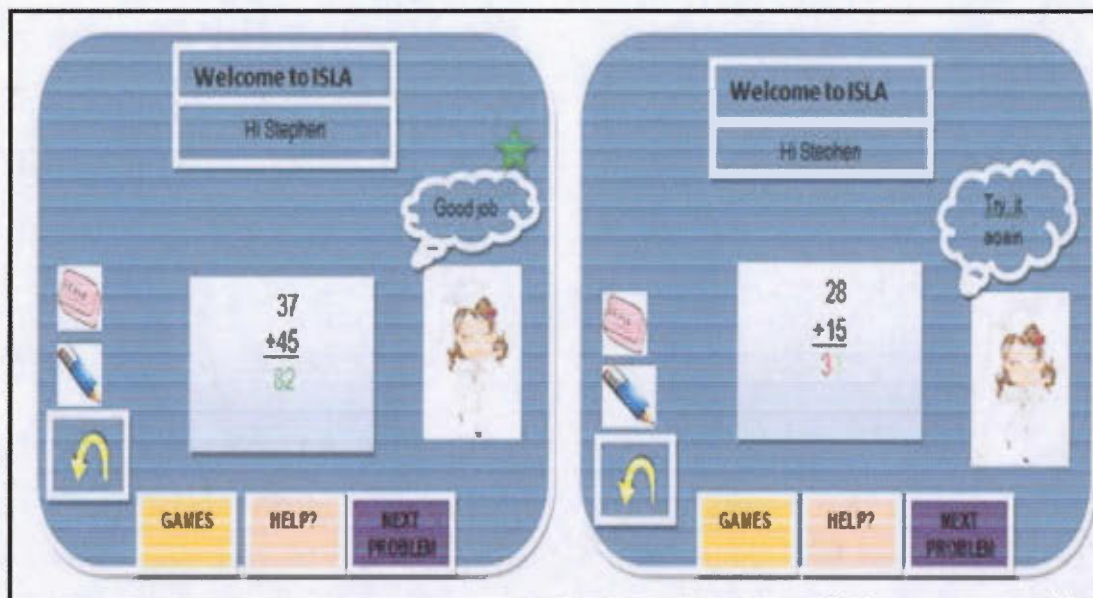 Welcome to ISLA
Hi Stephen
Good job
37
+45
82
GAMES
HELP?
NEXT
PROBLEM
Welcome to ISLA
Hi Stephen
Try it
again
28
+15
3
GAMES
HELP?
NEXT
PROBLEM